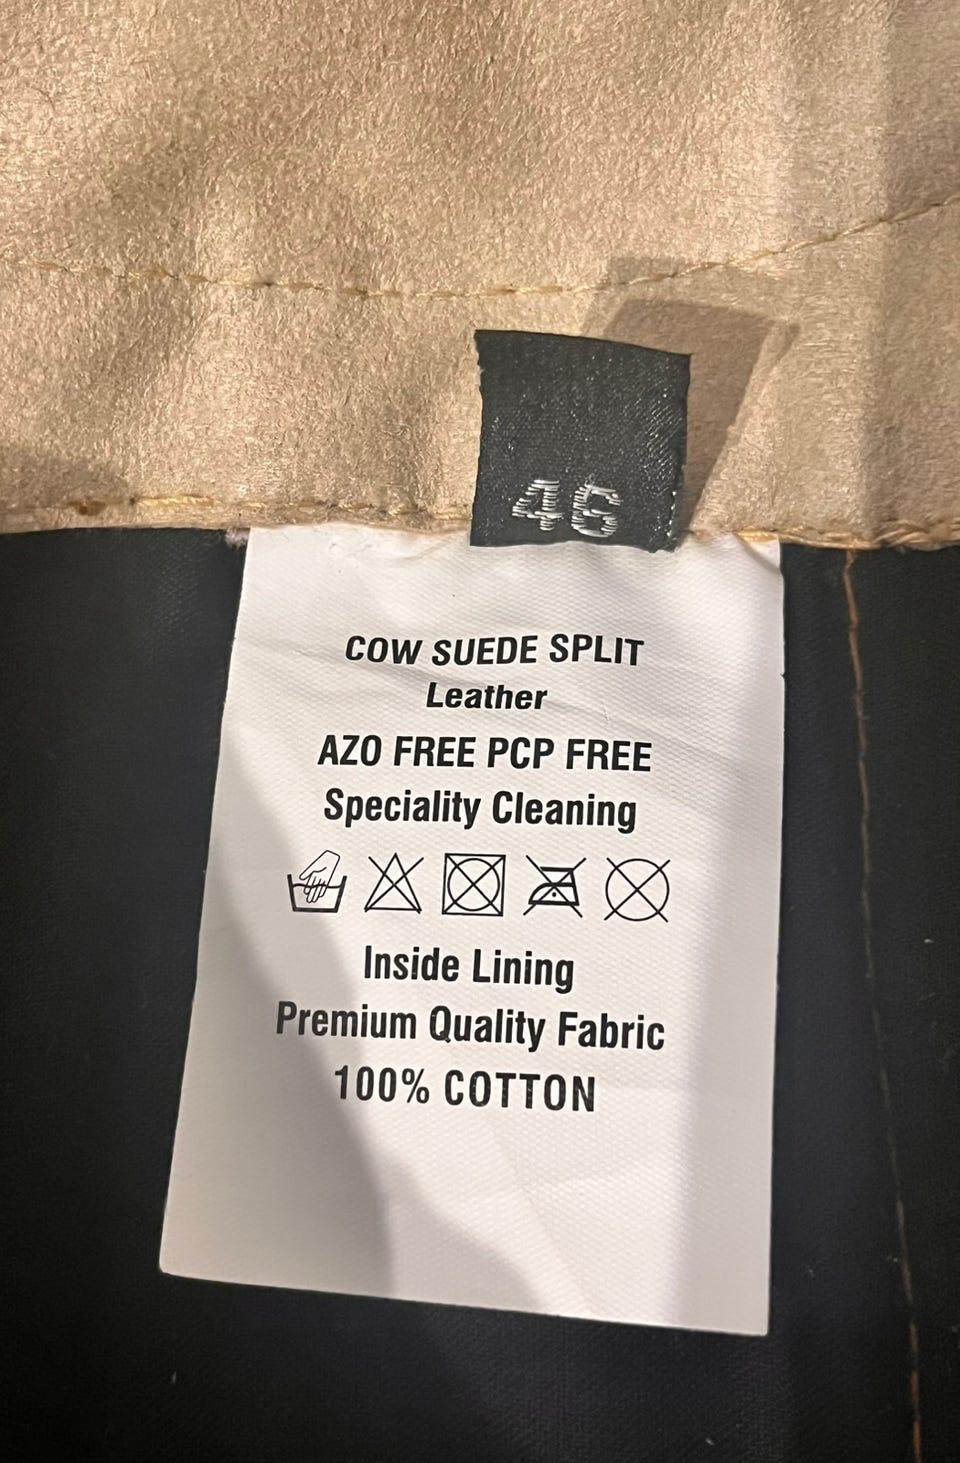 46
COW SUEDE SPLIT
Leather
AZO FREE PCP FREE
Speciality Cleaning
Inside Lining
Premium Quality Fabric
100% COTTON